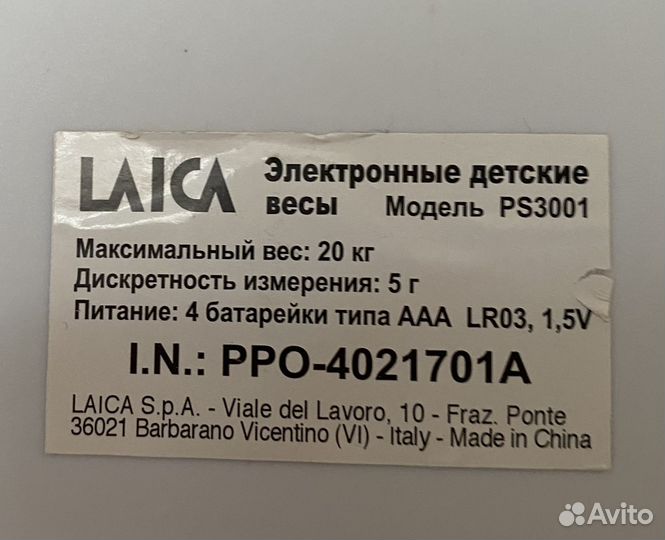 LAICA Электронные детские
весы Модель PS3001
Максимальный вес: 20 кг
Дискретность измерения: 5 г
Питание: 4 батарейки типа ААА LR03, 1,5V
I.N.: PPO-4021701A
LAICA S.p.A. - Viale del Lavoro, 10 - Fraz. Ponte
36021 Barbarano Vicentino (VI) - Italy - Made in China
Avito